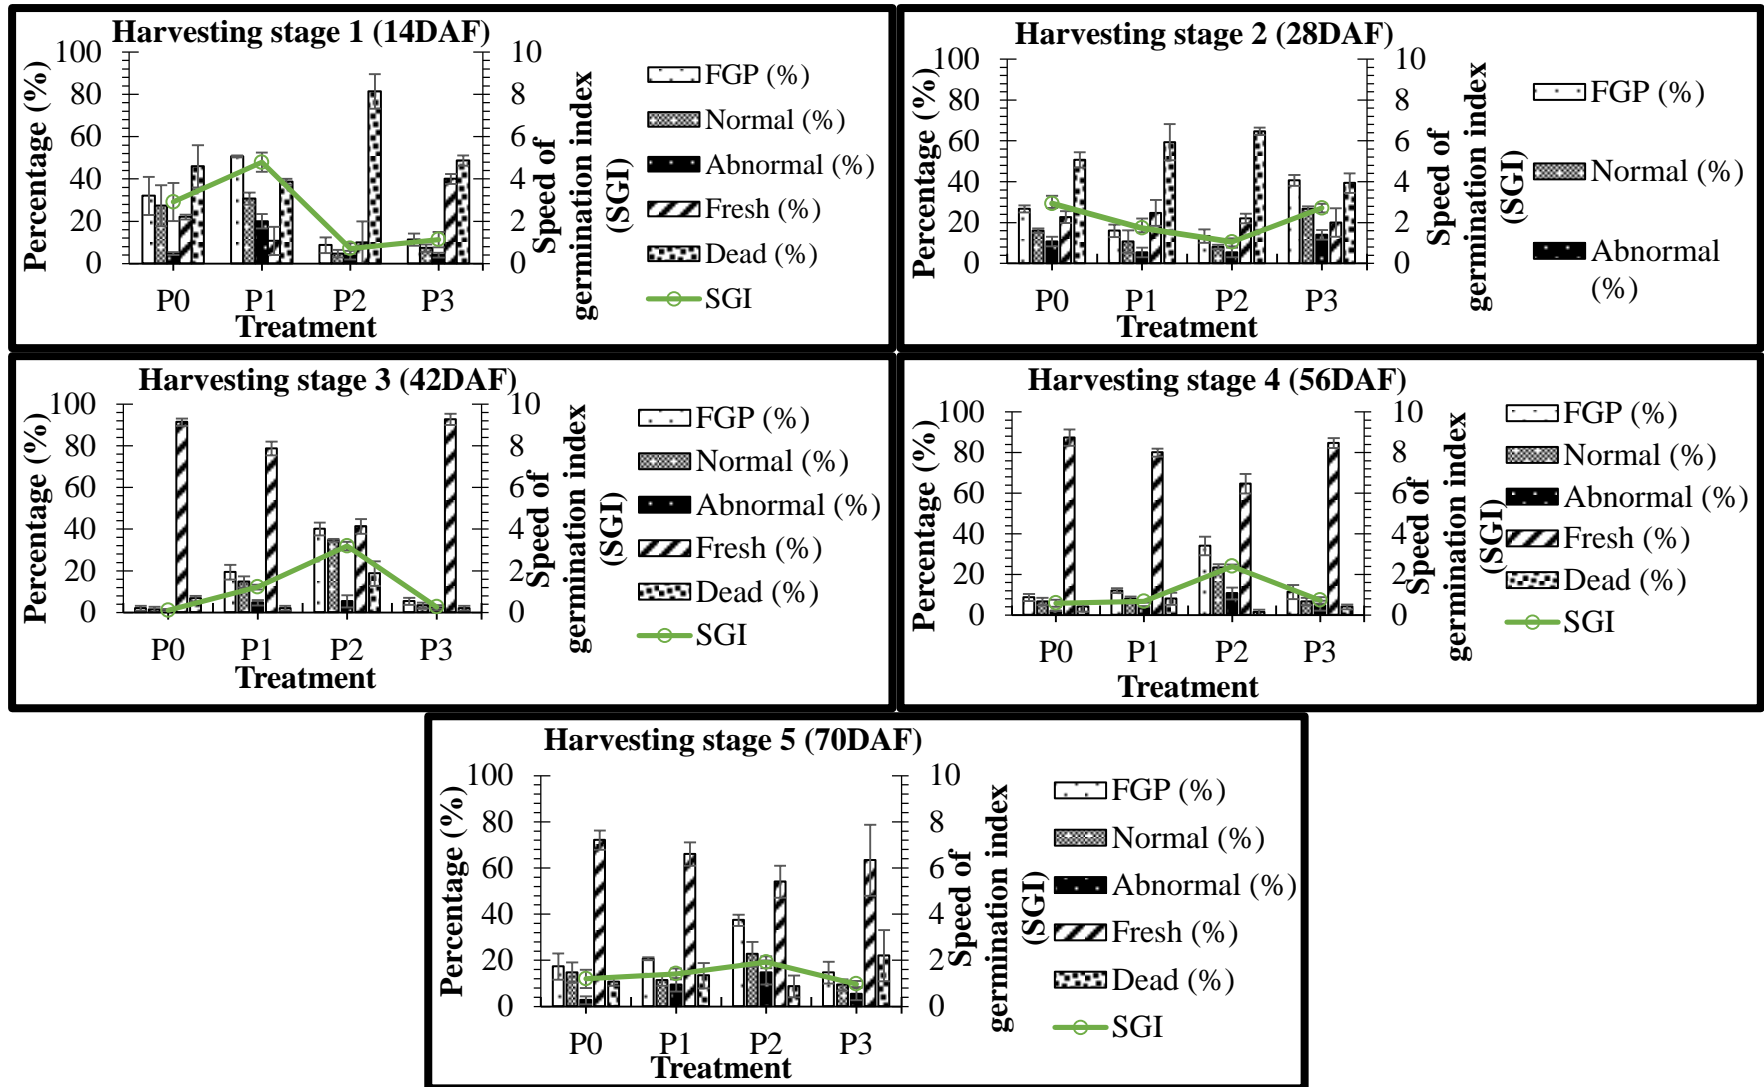 Harvesting stage 1 (14DAF)
Percentage (%)
100
80
60
40
20
0
10
8
6
4
2
0
Speed of
germination index
(SGI)
P0 P1 P2 P3
Treatment
FGP (%)
Normal (%)
Abnormal (%)
Fresh (%)
Dead (%)
SGI
Harvesting stage 2 (28DAF)
Percentage (%)
100
80
60
40
20
0
10
8
6
4
2
0
Speed of
germination index
(SGI)
P0 P1 P2 P3
Treatment
FGP (%)
Normal (%)
Abnormal
(%)
Harvesting stage 3 (42DAF)
Percentage (%)
100
80
60
40
20
0
10
8
6
4
2
0
Speed of
germination index
(SGI)
P0 P1 P2 P3
Treatment
FGP (%)
Normal (%)
Abnormal (%)
Fresh (%)
Dead (%)
SGI
Harvesting stage 4 (56DAF)
Percentage (%)
100
80
60
40
20
0
10
8
6
4
2
0
Speed of
germination index
(SGI)
P0 P1 P2 P3
Treatment
FGP (%)
Normal (%)
Abnormal (%)
Fresh (%)
Dead (%)
SGI
Harvesting stage 5 (70DAF)
Percentage (%)
100
80
60
40
20
0
10
8
6
4
2
0
Speed of
germination index
(SGI)
P0 P1 P2 P3
Treatment
FGP (%)
Normal (%)
Abnormal (%)
Fresh (%)
Dead (%)
SGI